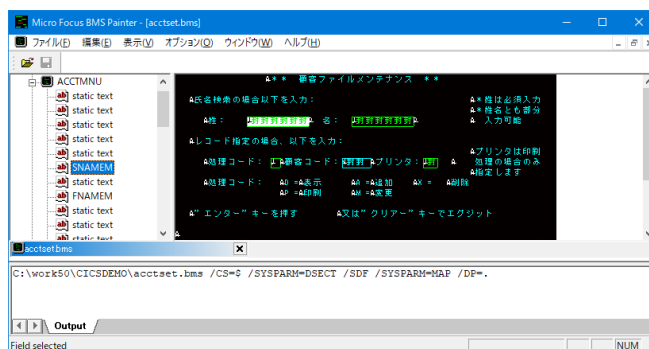 Micro Focus BMS Painter - [acctset.bms]
ファイル(F) 編集(E) 表示(V) オプション(O) ウィンドウ(W) ヘルプ(H)
ACCTMNU
static text
static text
static text
static text
SNAMEM
static text
FNAMEM
static text
static text
A* * 顧客ファイルメンテナンス * *
A氏名検索の場合以下を入力： A* 姓は必須入力
A* 姓名とも部分
A姓： 名： A 入力可能
Aレコード指定の場合、以下を入力：
Aプリンタは印刷
A処理コード： A顧客コード： Aプリンタ： A 処理の場合のみ
A指定します
A処理コード： AD =A表示 AA =A追加 AX = A削除
AP =A印刷 AM =A変更
A” エンター” キーを押す A又は” クリアー” キーでエグジット
A
acctset.bms
C:\work50\CICSDEMO\acctset.bms /CS=$ /SYSPARM=DSECT /SDF /SYSPARM=MAP /DP=.
Output
Field selected NUM